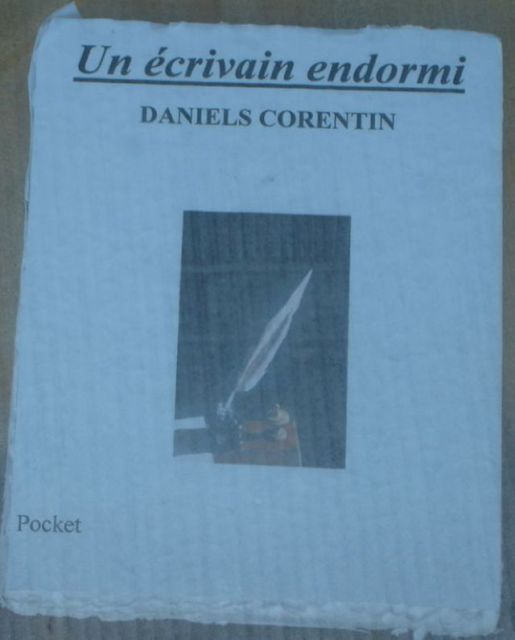 Un écrivain endormi
DANIELS CORENTIN
Pocket